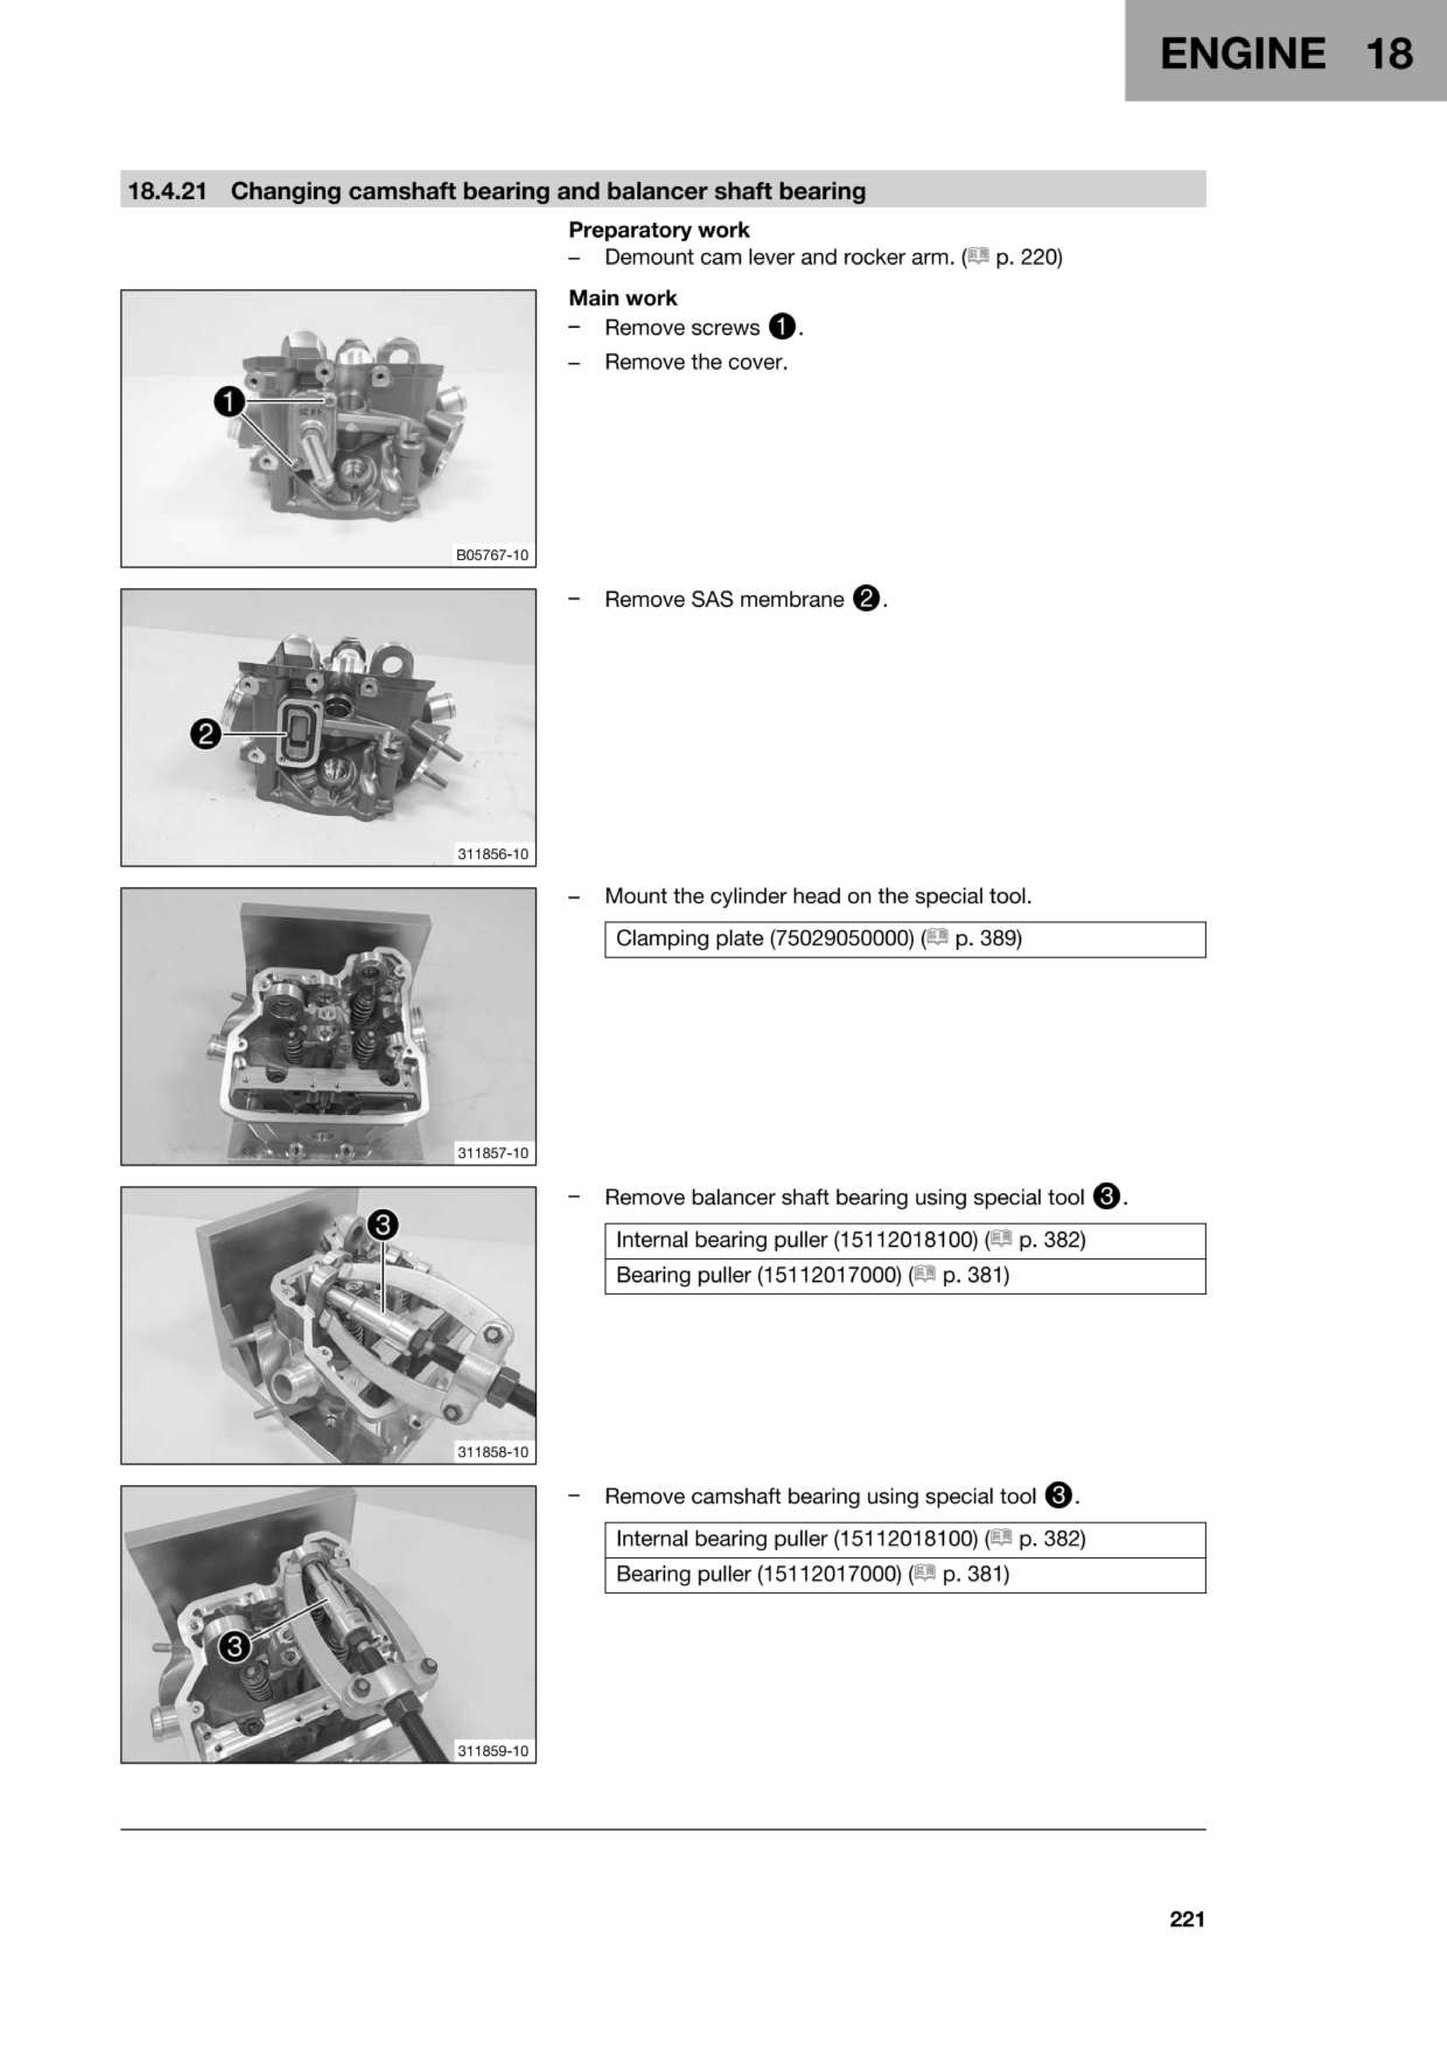 ENGINE 18
18.4.21 Changing camshaft bearing and balancer shaft bearing
Preparatory work
– Demount cam lever and rocker arm. ( p. 220)
Main work
– Remove screws 1.
– Remove the cover.
1
B05767-10
– Remove SAS membrane 2.
2
311856-10
– Mount the cylinder head on the special tool.
Clamping plate (75029050000) ( p. 389)
311857-10
– Remove balancer shaft bearing using special tool 3.
Internal bearing puller (15112018100) ( p. 382)
Bearing puller (15112017000) ( p. 381)
3
311858-10
– Remove camshaft bearing using special tool 3.
Internal bearing puller (15112018100) ( p. 382)
Bearing puller (15112017000) ( p. 381)
3
311859-10
221